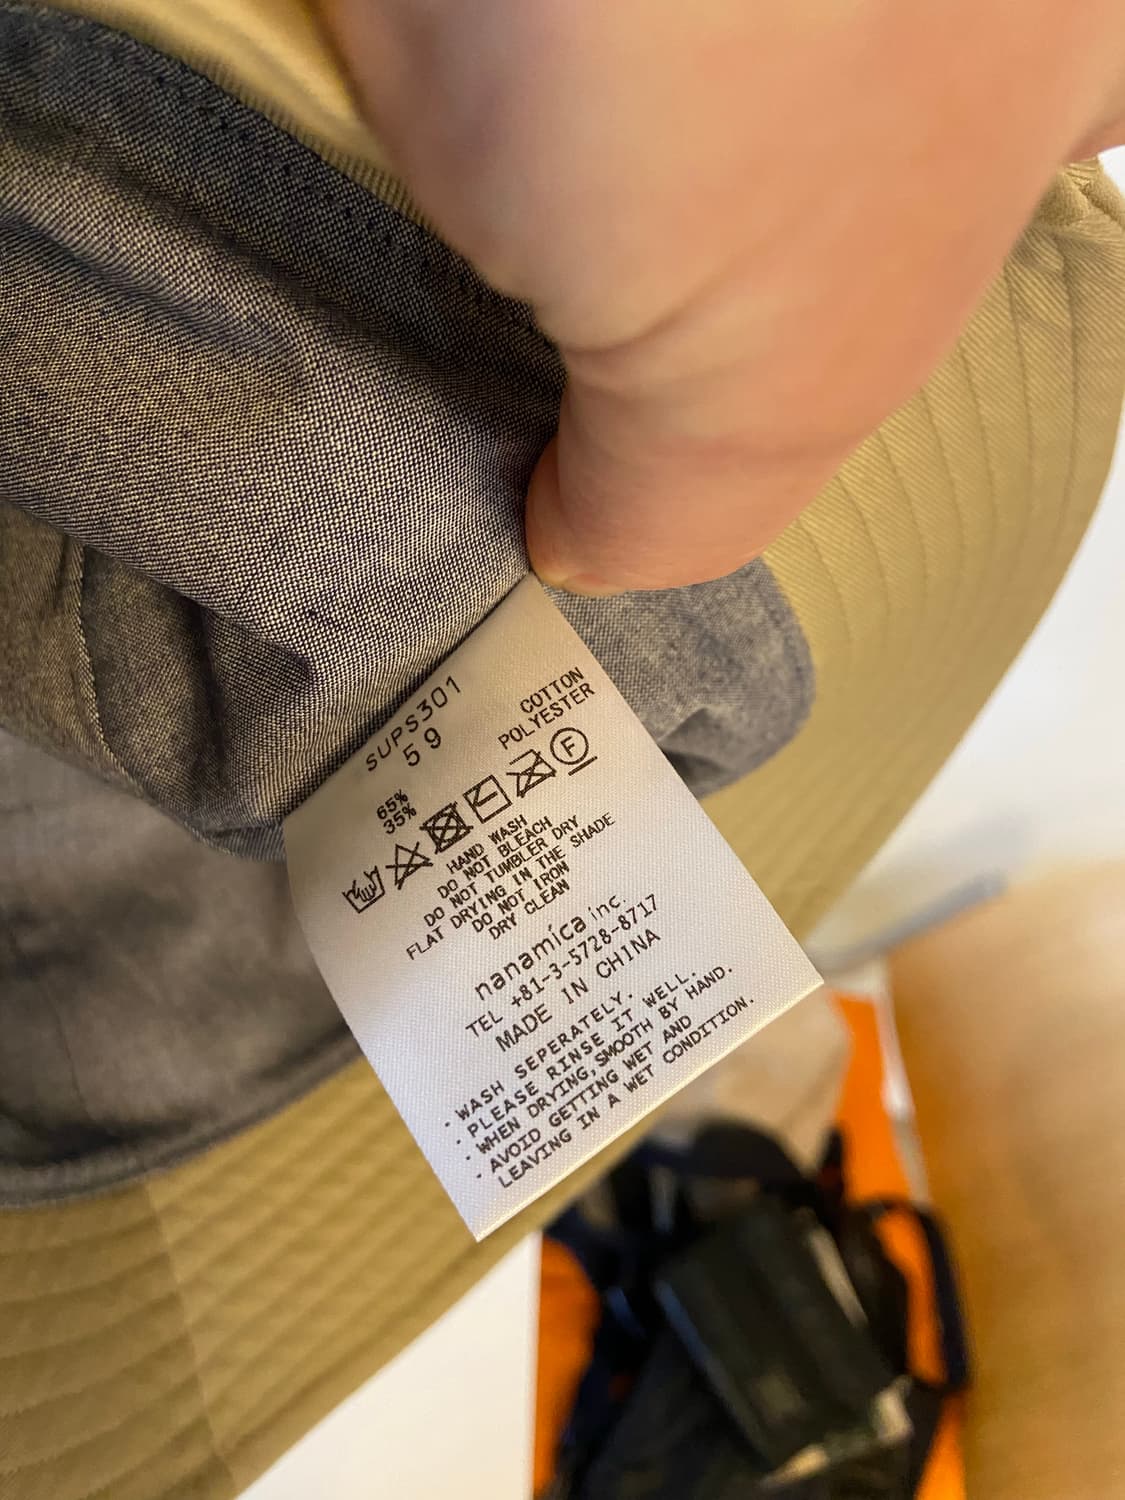 SUPS301
59
65% COTTON
35% POLYESTER
F
HAND WASH
DO NOT BLEACH
DO NOT TUMBLER DRY
FLAT DRYING IN THE SHADE
DO NOT IRON
DRY CLEAN
nanamica inc.
TEL +81-3-5728-8717
MADE IN CHINA
· WASH SEPERATELY.
· PLEASE RINSE IT WELL.
· WHEN DRYING,SMOOTH BY HAND.
· AVOID GETTING WET AND
LEAVING IN A WET CONDITION.